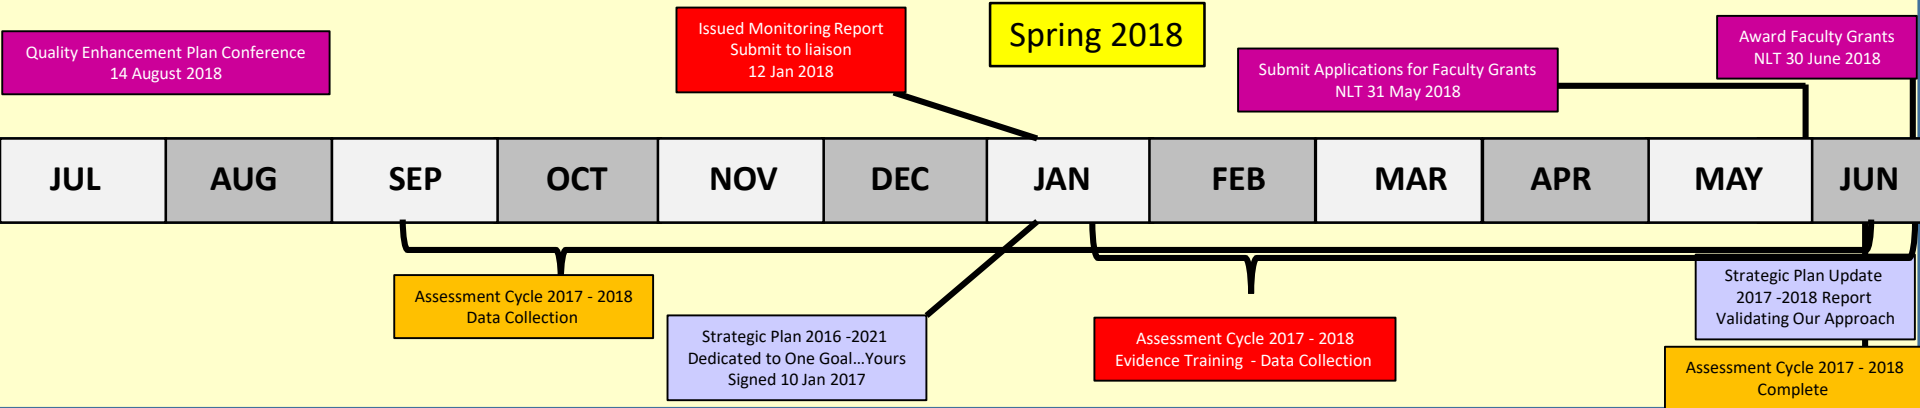 Quality Enhancement Plan Conference
14 August 2018
Issued Monitoring Report
Submit to liaison
12 Jan 2018
Spring 2018
Submit Applications for Faculty Grants
NLT 31 May 2018
Award Faculty Grants
NLT 30 June 2018
JUL AUG SEP OCT NOV DEC JAN FEB MAR APR MAY JUN
Assessment Cycle 2017 - 2018
Data Collection
Strategic Plan 2016 -2021
Dedicated to One Goal...Yours
Signed 10 Jan 2017
Assessment Cycle 2017 - 2018
Evidence Training  - Data Collection
Strategic Plan Update
2017 -2018 Report
Validating Our Approach
Assessment Cycle 2017 - 2018
Complete